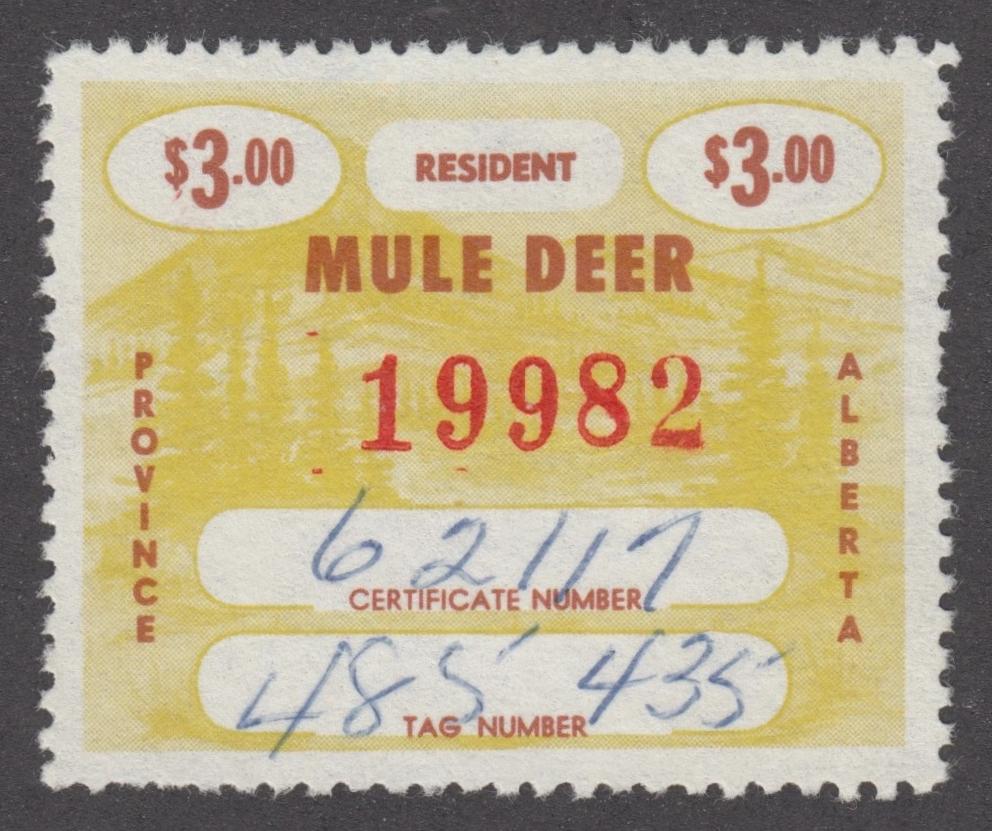 $3.00 RESIDENT $3.00
MULE DEER
PROVINCE
19982
ALBERTA
62117
CERTIFICATE NUMBER
485 435
TAG NUMBER